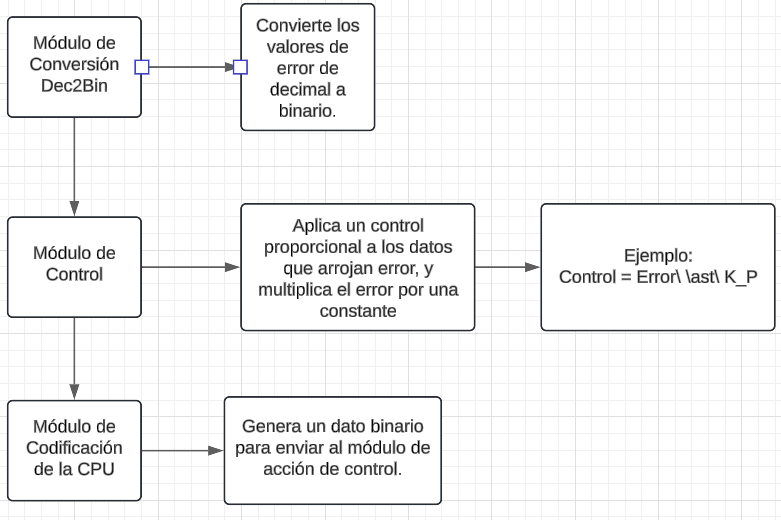 Módulo de
Conversión
Dec2Bin
Convierte los
valores de
error de
decimal a
binario.
Módulo de
Control
Aplica un control
proporcional a los datos
que arrojan error, y
multiplica el error por una
constante
Ejemplo:
Control = Error\ \ast\ K_P
Módulo de
Codificación
de la CPU
Genera un dato binario
para enviar al módulo de
acción de control.